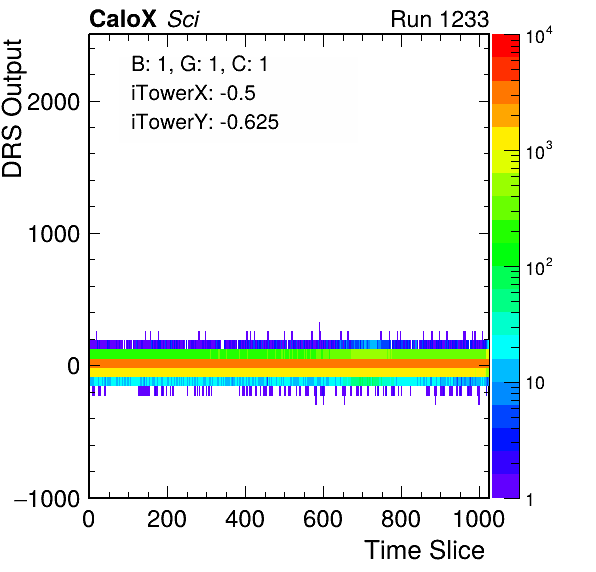 CaloX Sci Run 1233
B: 1, G: 1, C: 1
iTowerX: -0.5
iTowerY: -0.625
DRS Output
2000
1000
0
−1000
0 200 400 600 800 1000
Time Slice
10^4
10^3
10^2
10
1